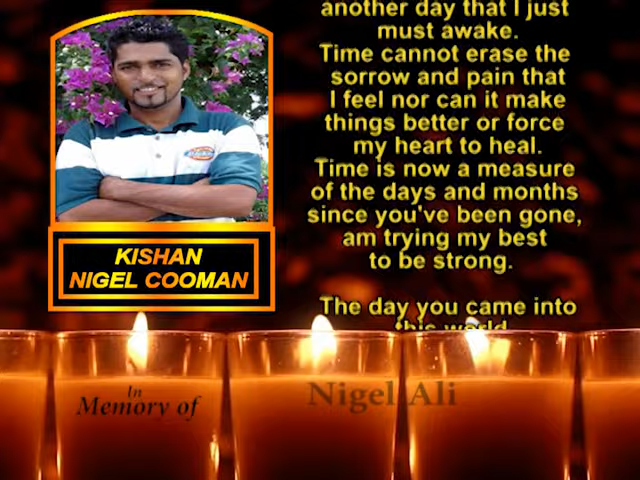 another day that I just
must awake.
Time cannot erase the
sorrow and pain that
I feel nor can it make
things better or force
my heart to heal.
Time is now a measure
of the days and months
since you've been gone,
am trying my best
to be strong.
The day you came into
this world
KISHAN
NIGEL COOMAN
In
Memory of
Nigel Ali